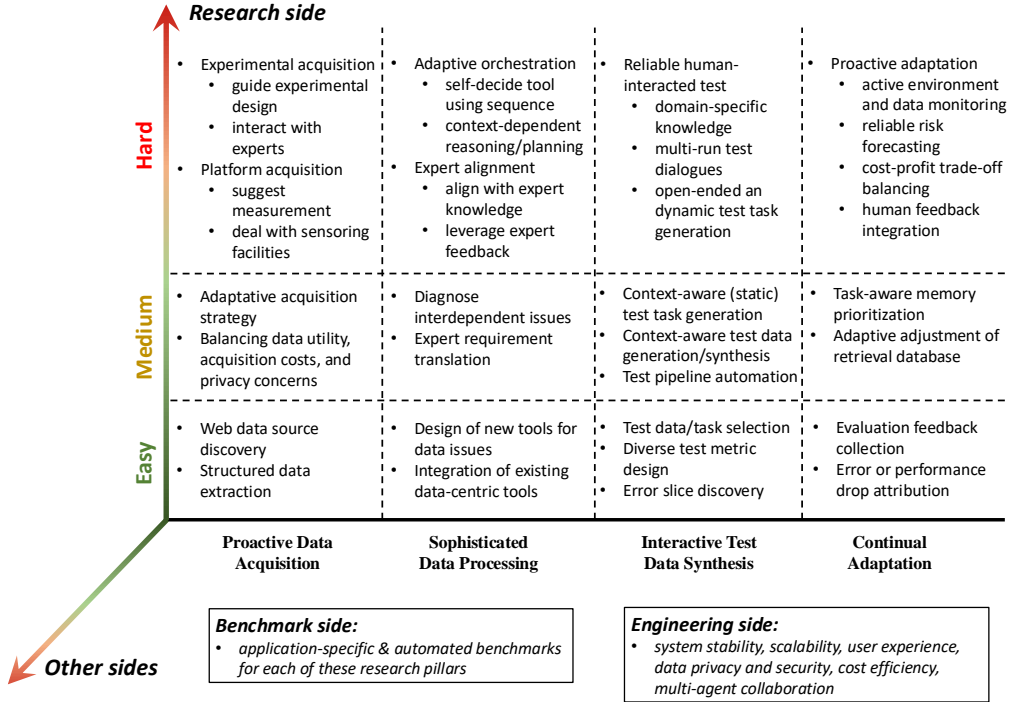 Research side
Hard
• Experimental acquisition
• guide experimental
design
• interact with
experts
• Platform acquisition
• suggest
measurement
• deal with sensoring
facilities
• Adaptive orchestration
• self-decide tool
using sequence
• context-dependent
reasoning/planning
• Expert alignment
• align with expert
knowledge
• leverage expert
feedback
• Reliable human-
interacted test
• domain-specific
knowledge
• multi-run test
dialogues
• open-ended an
dynamic test task
generation
• Proactive adaptation
• active environment
and data monitoring
• reliable risk
forecasting
• cost-profit trade-off
balancing
• human feedback
integration
Medium
• Adaptative acquisition
strategy
• Balancing data utility,
acquisition costs, and
privacy concerns
• Diagnose
interdependent issues
• Expert requirement
translation
• Context-aware (static)
test task generation
• Context-aware test data
generation/synthesis
• Test pipeline automation
• Task-aware memory
prioritization
• Adaptive adjustment of
retrieval database
Easy
• Web data source
discovery
• Structured data
extraction
• Design of new tools for
data issues
• Integration of existing
data-centric tools
• Test data/task selection
• Diverse test metric
design
• Error slice discovery
• Evaluation feedback
collection
• Error or performance
drop attribution
Proactive Data
Acquisition
Sophisticated
Data Processing
Interactive Test
Data Synthesis
Continual
Adaptation
Other sides
Benchmark side:
• application-specific & automated benchmarks
for each of these research pillars
Engineering side:
• system stability, scalability, user experience,
data privacy and security, cost efficiency,
multi-agent collaboration